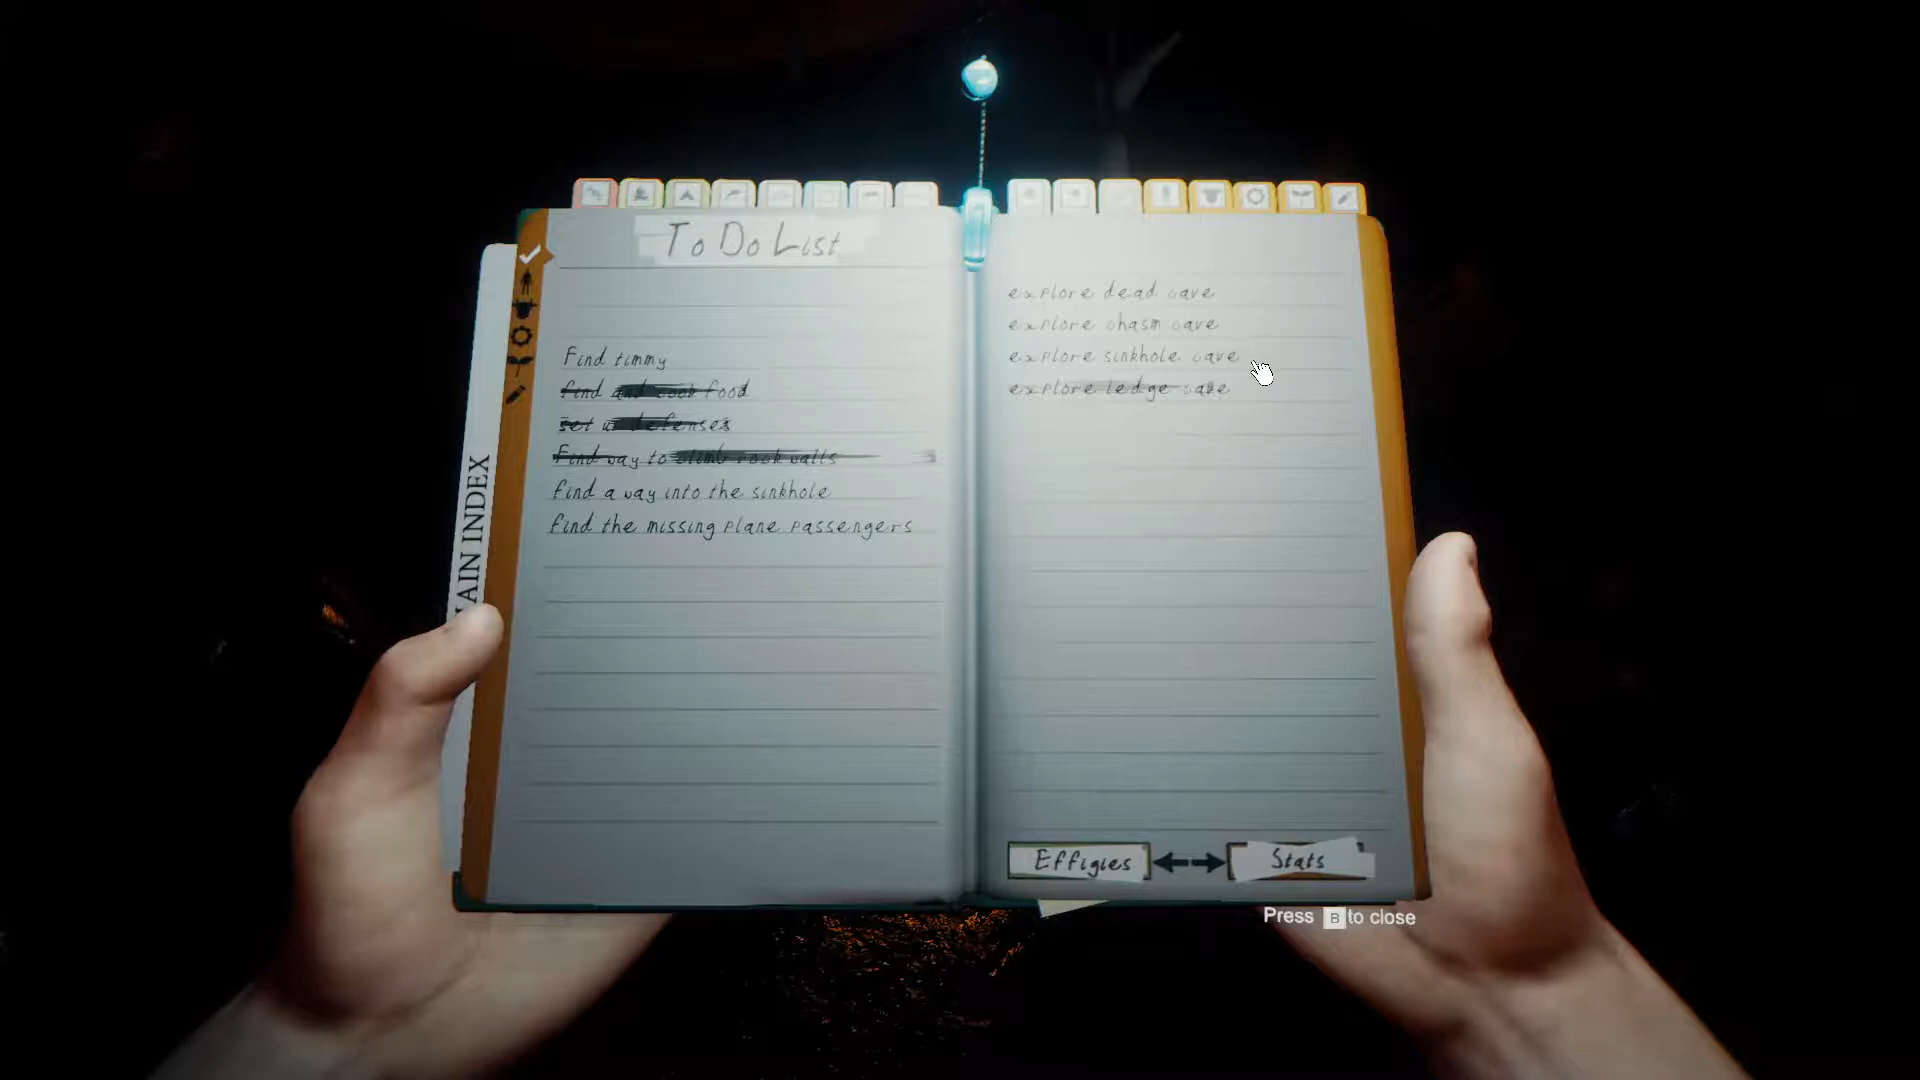 To Do List
Find timmy
find and cook food
set up defenses
Find way to climb rock walls
find a way into the sinkhole
find the missing plane passengers
explore dead cave
explore chasm cave
explore sinkhole cave
explore ledge cave
Effigies
Stats
Press B to close
AIN INDEX